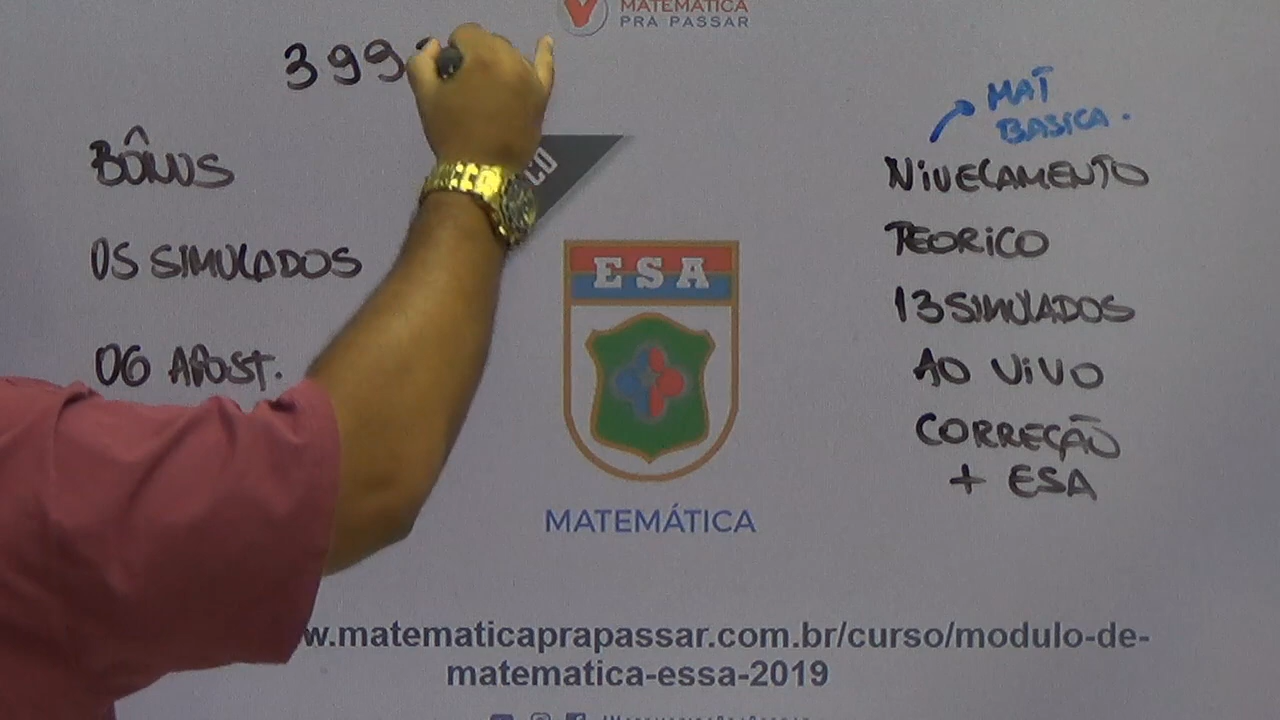 MATEMÁTICA
PRA PASSAR
399
BÔNUS
05 SIMULADOS
06 APOST.
MAT
BASICA.
NIVELAMENTO
TEORICO
13 SIMULADOS
AO VIVO
CORREÇÃO
+ ESA
ESA
MATEMÁTICA
w.matematicaprapassar.com.br/curso/modulo-de-
matematica-essa-2019